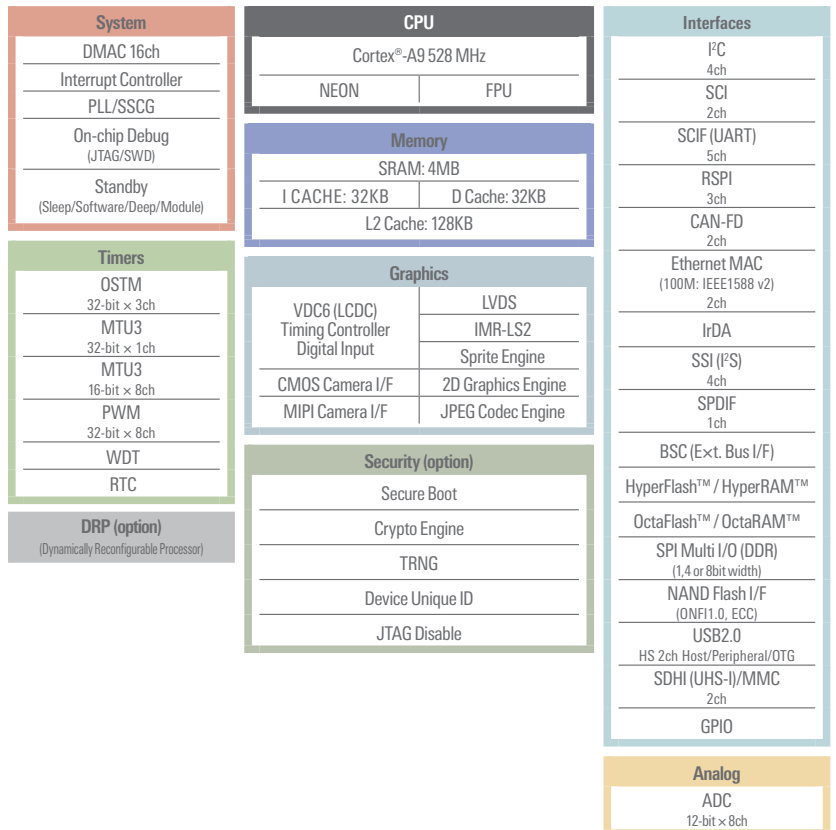 System
DMAC 16ch
Interrupt Controller
PLL/SSCG
On-chip Debug
(JTAG/SWD)
Standby
(Sleep/Software/Deep/Module)
Timers
OSTM
32-bit × 3ch
MTU3
32-bit × 1ch
MTU3
16-bit × 8ch
PWM
32-bit × 8ch
WDT
RTC
DRP (option)
(Dynamically Reconfigurable Processor)
CPU
Cortex®-A9 528 MHz
NEON
FPU
Memory
SRAM: 4MB
I CACHE: 32KB
D Cache: 32KB
L2 Cache: 128KB
Graphics
VDC6 (LCDC)
Timing Controller
Digital Input
LVDS
IMR-LS2
Sprite Engine
CMOS Camera I/F
2D Graphics Engine
MIPI Camera I/F
JPEG Codec Engine
Security (option)
Secure Boot
Crypto Engine
TRNG
Device Unique ID
JTAG Disable
Interfaces
I²C
4ch
SCI
2ch
SCIF (UART)
5ch
RSPI
3ch
CAN-FD
2ch
Ethernet MAC
(100M: IEEE1588 v2)
2ch
IrDA
SSI (I²S)
4ch
SPDIF
1ch
BSC (E×t. Bus I/F)
HyperFlash™ / HyperRAM™
OctaFlash™ / OctaRAM™
SPI Multi I/O (DDR)
(1,4 or 8bit width)
NAND Flash I/F
(ONFI1.0, ECC)
USB2.0
HS 2ch Host/Peripheral/OTG
SDHI (UHS-I)/MMC
2ch
GPIO
Analog
ADC
12-bit × 8ch